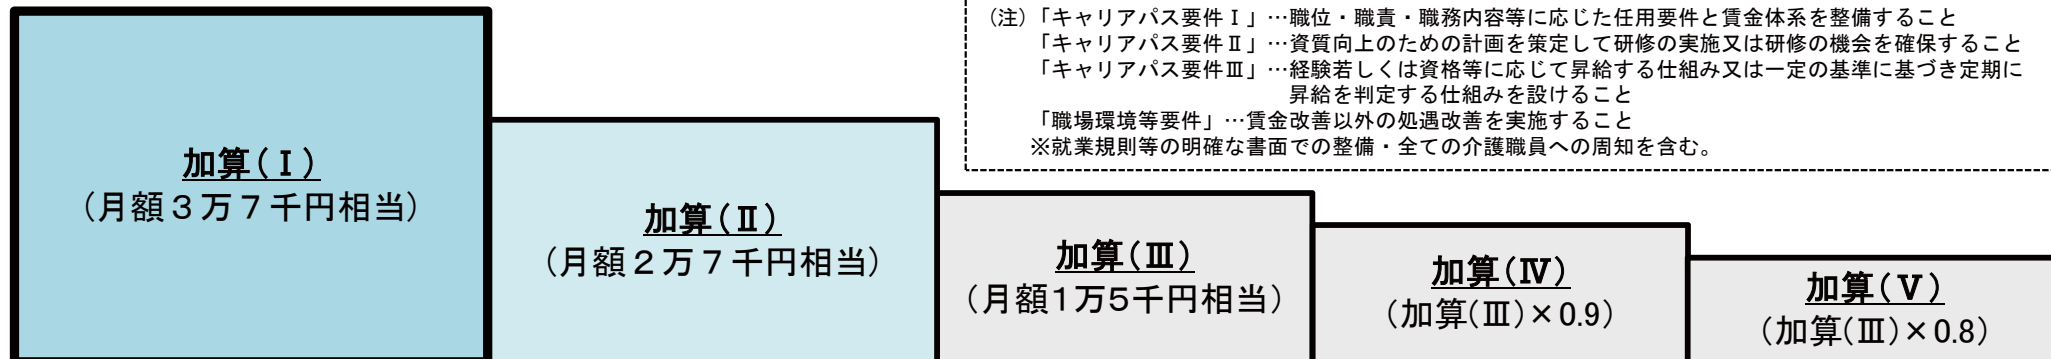 (注)「キャリアパス要件Ⅰ」…職位・職責・職務内容等に応じた任用要件と賃金体系を整備すること
「キャリアパス要件Ⅱ」…資質向上のための計画を策定して研修の実施又は研修の機会を確保すること
「キャリアパス要件Ⅲ」…経験若しくは資格等に応じて昇給する仕組み又は一定の基準に基づき定期に
昇給を判定する仕組みを設けること
「職場環境等要件」…賃金改善以外の処遇改善を実施すること
※就業規則等の明確な書面での整備・全ての介護職員への周知を含む。
加算(Ⅰ)
(月額３万７千円相当)
加算(Ⅱ)
(月額２万７千円相当)
加算(Ⅲ)
(月額1万5千円相当)
加算(Ⅳ)
(加算(Ⅲ)×0.9)
加算(Ⅴ)
(加算(Ⅲ)×0.8)